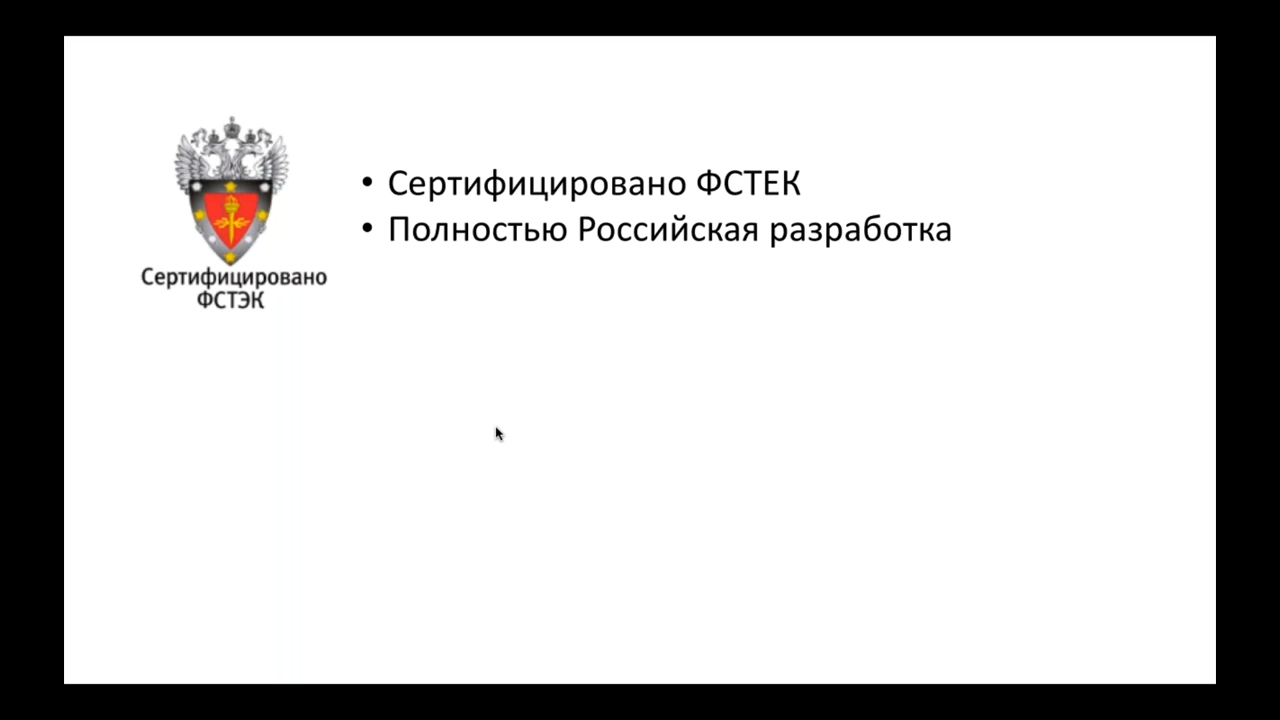 Сертифицировано ФСТЕК
Полностью Российская разработка
Сертифицировано
ФСТЭК